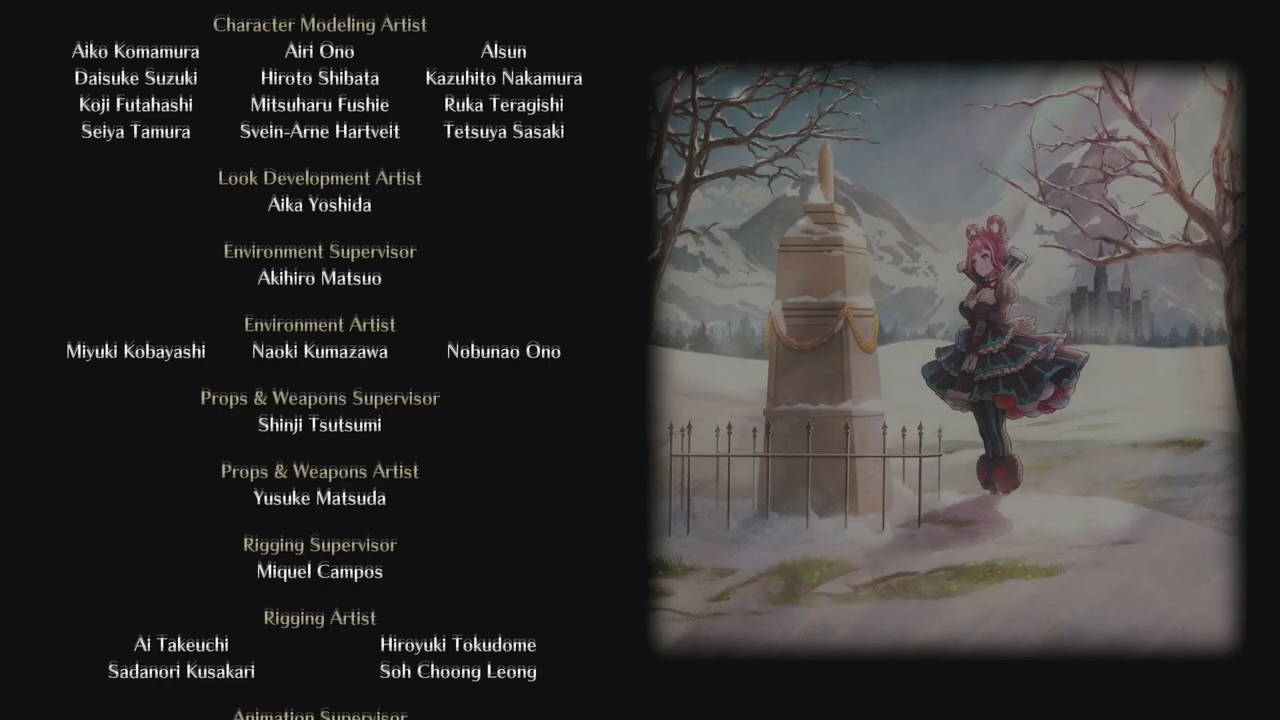 Character Modeling Artist
Aiko Komamura Airi Ono Alsun
Daisuke Suzuki Hiroto Shibata Kazuhito Nakamura
Koji Futahashi Mitsuharu Fushie Ruka Teragishi
Seiya Tamura Svein-Arne Hartveit Tetsuya Sasaki
Look Development Artist
Aika Yoshida
Environment Supervisor
Akihiro Matsuo
Environment Artist
Miyuki Kobayashi Naoki Kumazawa Nobunao Ono
Props & Weapons Supervisor
Shinji Tsutsumi
Props & Weapons Artist
Yusuke Matsuda
Rigging Supervisor
Miquel Campos
Rigging Artist
Ai Takeuchi Hiroyuki Tokudome
Sadanori Kusakari Soh Choong Leong
Animation Supervisor